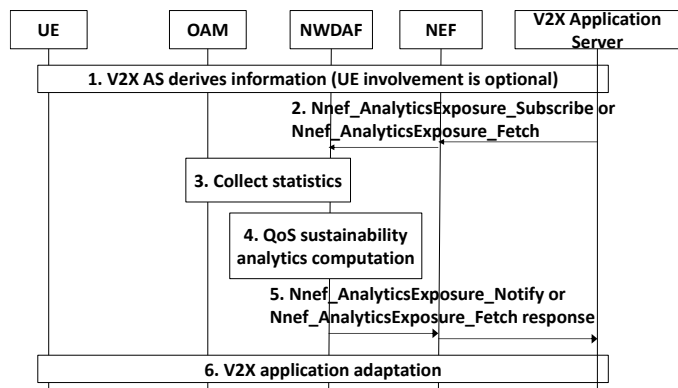 UE
OAM
NWDAF
NEF
V2X Application
Server
1. V2X AS derives information (UE involvement is optional)
2. Nnef_AnalyticsExposure_Subscribe or
Nnef_AnalyticsExposure_Fetch
3. Collect statistics
4. QoS sustainability
analytics computation
5. Nnef_AnalyticsExposure_Notify or
Nnef_AnalyticsExposure_Fetch response
6. V2X application adaptation